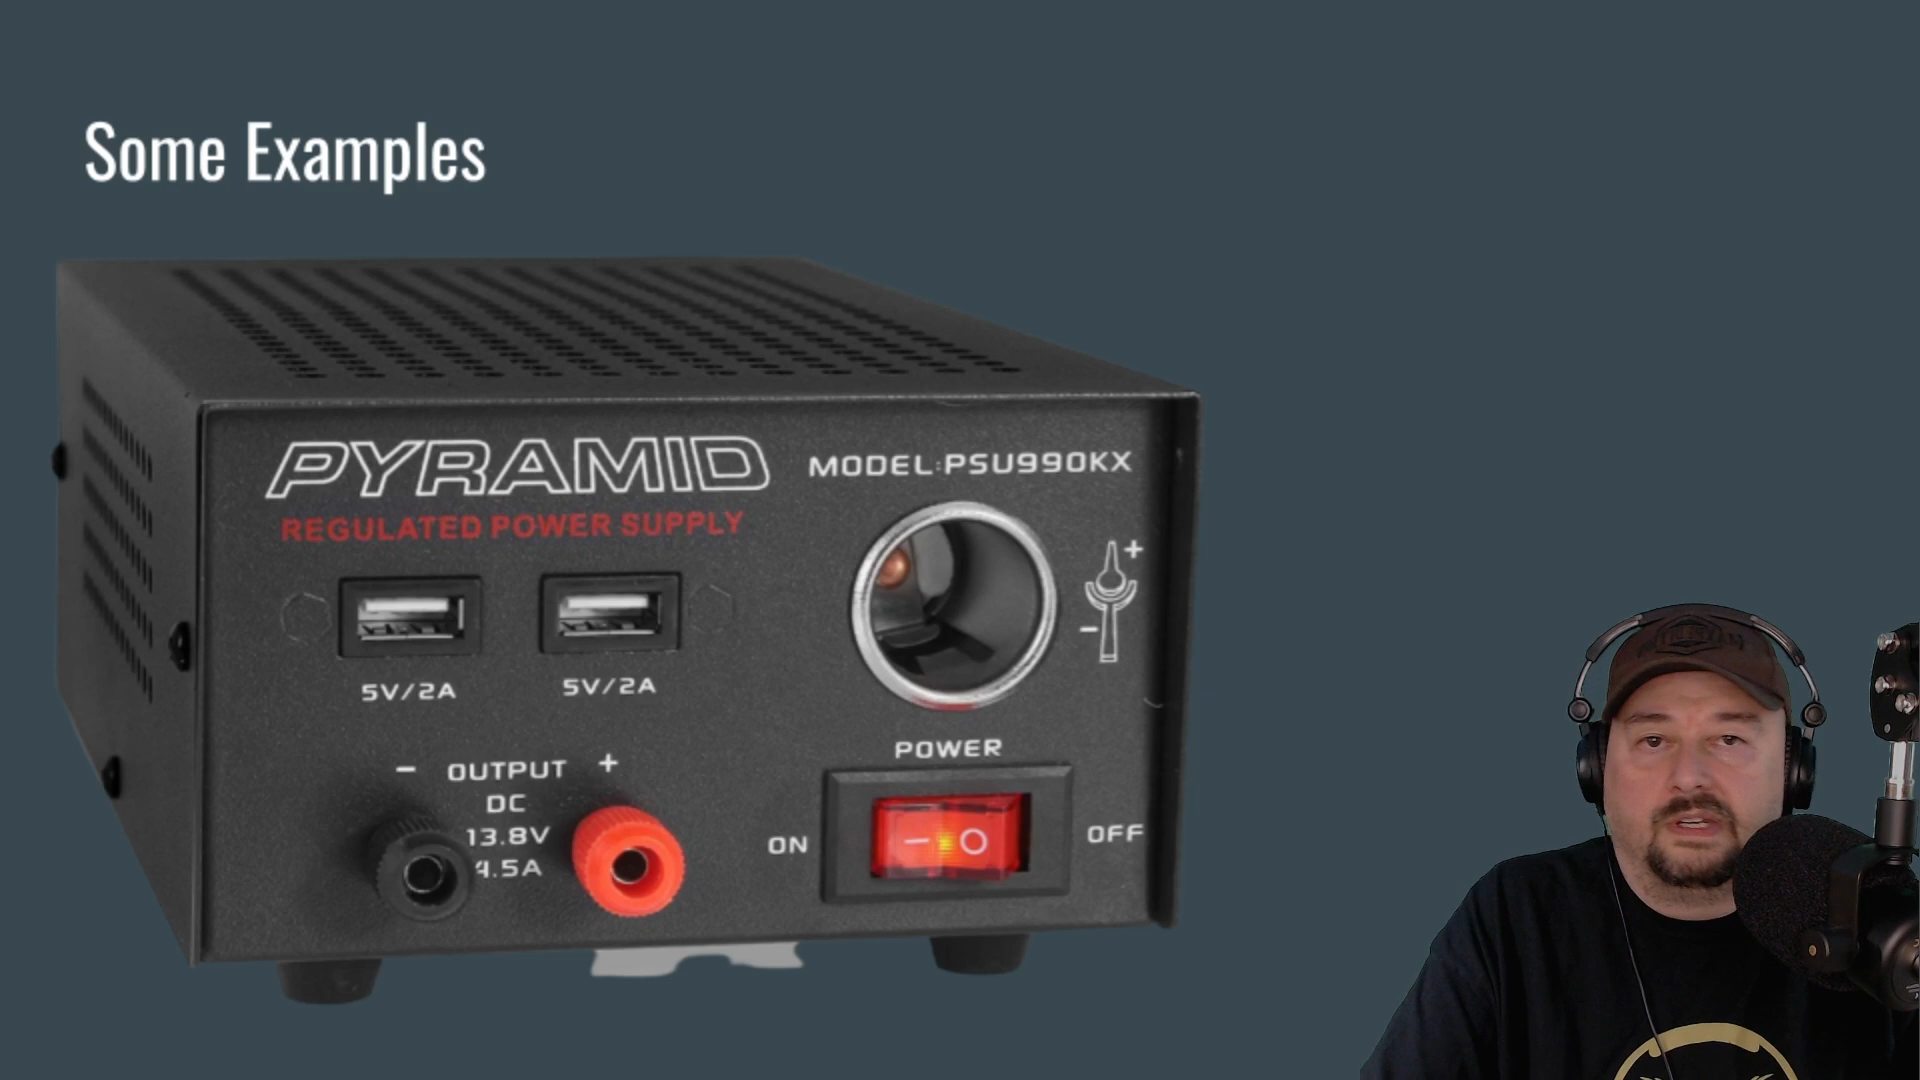 Some Examples
PYRAMID
MODEL:PSU990KX
REGULATED POWER SUPPLY
5V/2A
5V/2A
- OUTPUT +
DC
13.8V
4.5A
+
-
POWER
ON
OFF